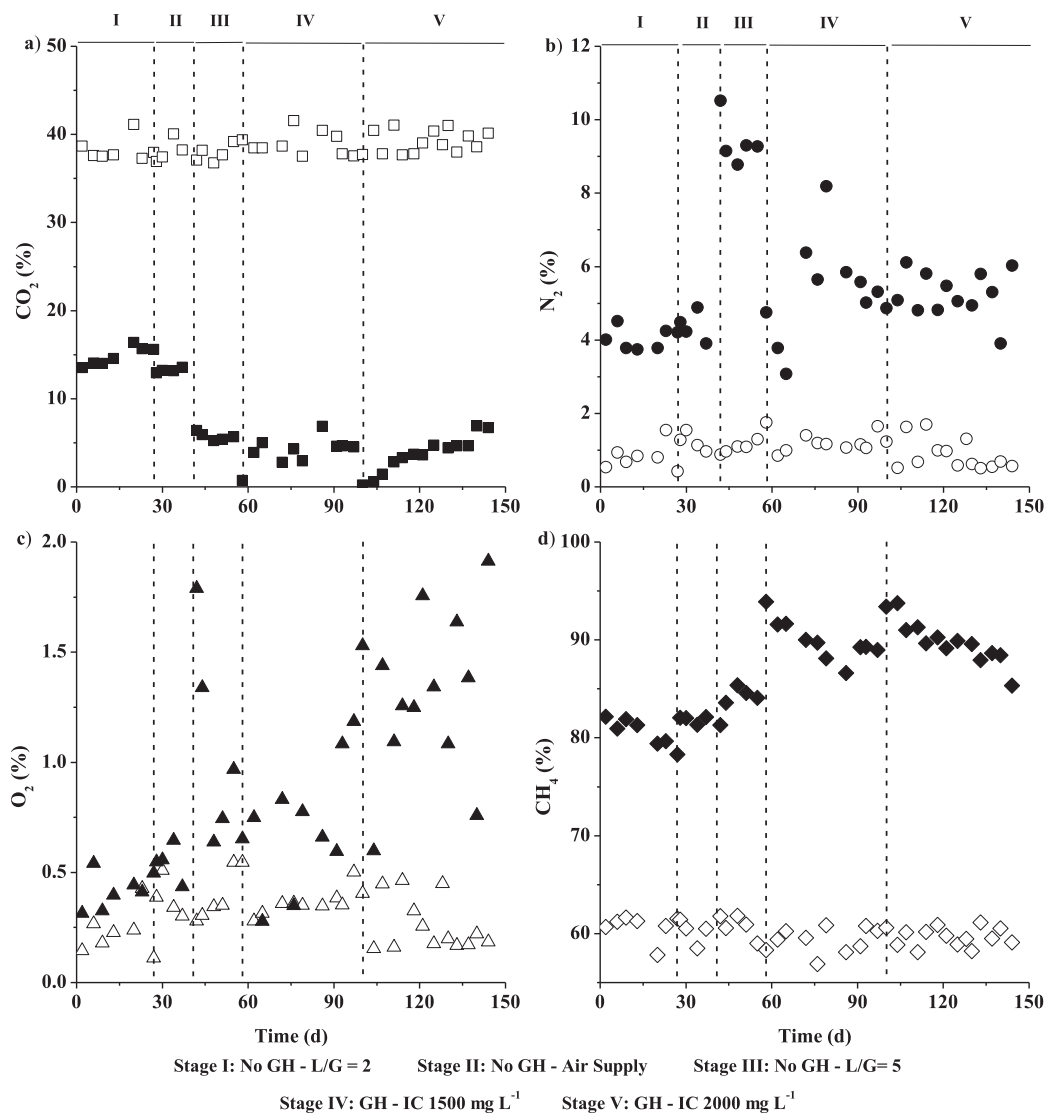 I II III IV V I II III IV V
a) b)
50
40
30
20
10
0
CO₂ (%)
0 30 60 90 120 150
12
10
8
6
4
2
0
N₂ (%)
0 30 60 90 120 150
c) d)
2.0
1.5
1.0
0.5
0.0
O₂ (%)
0 30 60 90 120 150
Time (d)
100
90
80
70
60
CH₄ (%)
0 30 60 90 120 150
Time (d)
Stage I: No GH - L/G = 2 Stage II: No GH - Air Supply Stage III: No GH - L/G= 5
Stage IV: GH - IC 1500 mg L⁻¹ Stage V: GH - IC 2000 mg L⁻¹